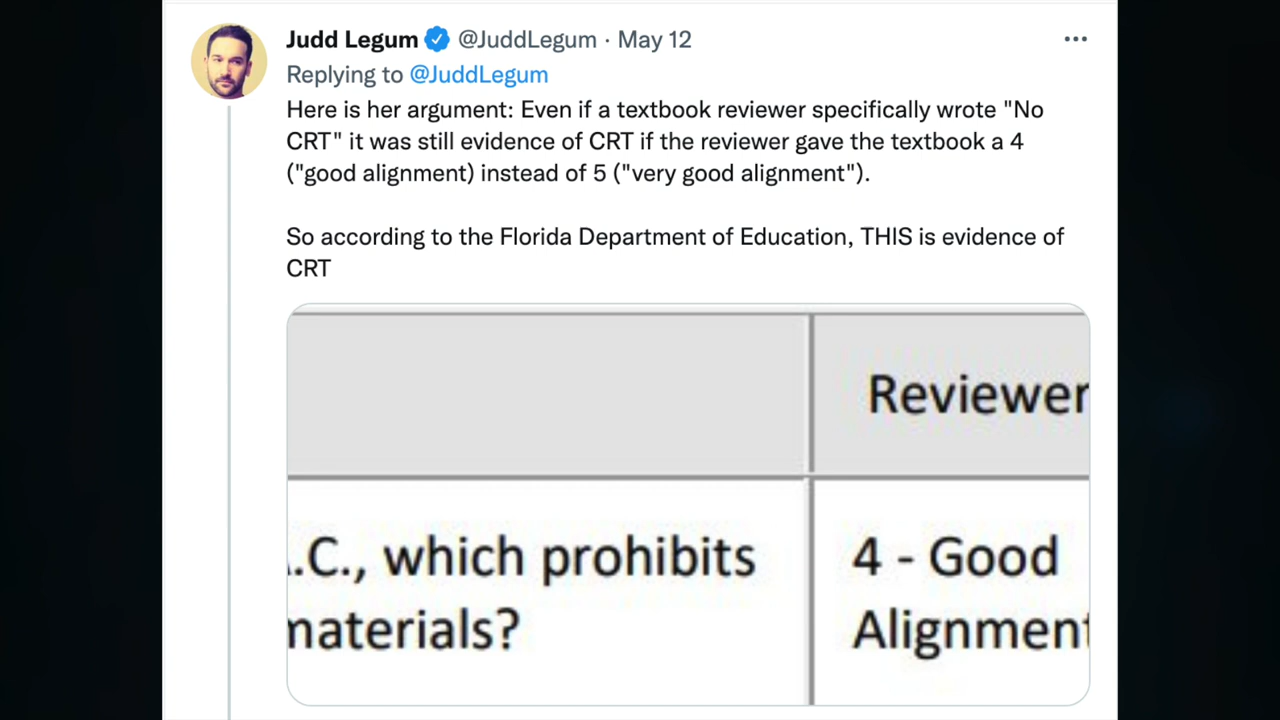 Judd Legum @JuddLegum · May 12
Replying to @JuddLegum
Here is her argument: Even if a textbook reviewer specifically wrote "No
CRT" it was still evidence of CRT if the reviewer gave the textbook a 4
("good alignment) instead of 5 ("very good alignment").
So according to the Florida Department of Education, THIS is evidence of
CRT
Reviewer
.C., which prohibits
materials?
4 - Good
Alignment